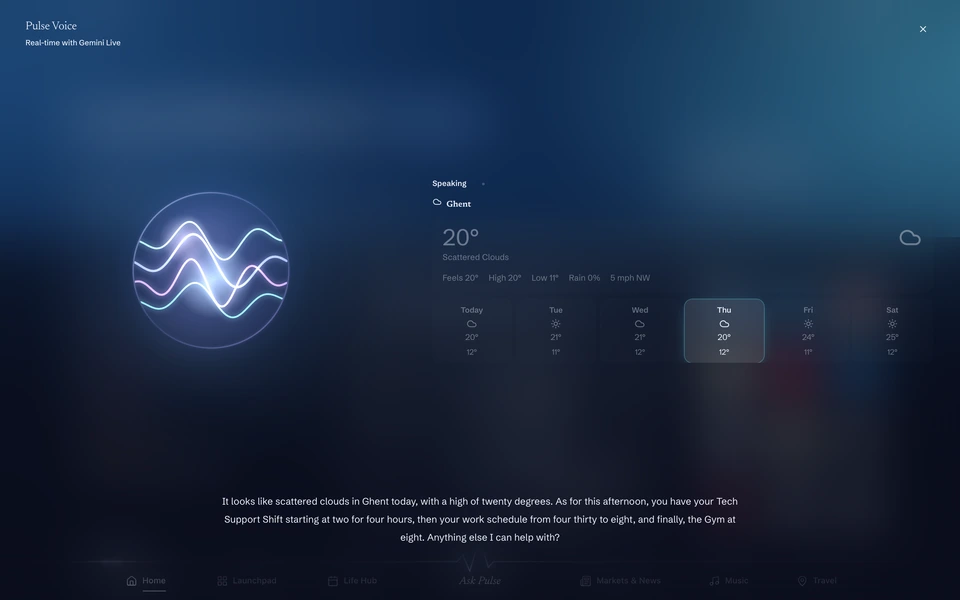 Pulse Voice
Real-time with Gemini Live
Speaking
Ghent
20°
Scattered Clouds
Feels 20° High 20° Low 11° Rain 0% 5 mph NW
Today Tue Wed Thu Fri Sat
20° 21° 21° 20° 24° 25°
12° 11° 12° 12° 11° 12°
It looks like scattered clouds in Ghent today, with a high of twenty degrees. As for this afternoon, you have your Tech
Support Shift starting at two for four hours, then your work schedule from four thirty to eight, and finally, the Gym at
eight. Anything else I can help with?
Home Launchpad Life Hub Ask Pulse Markets & News Music Travel